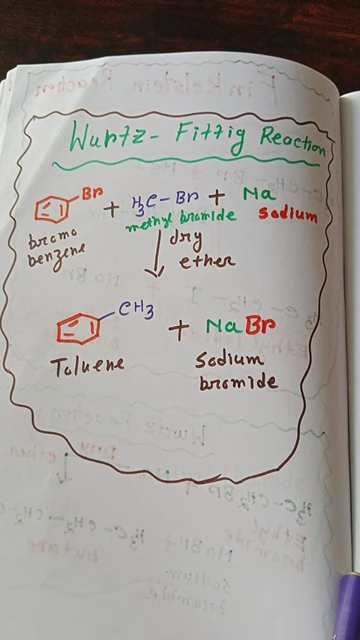 Wurtz-Fittig Reaction
Br + H3C-Br + Na
bromo benzene methyl bromide sodium
dry ether
CH3 + NaBr
Toluene Sodium bromide